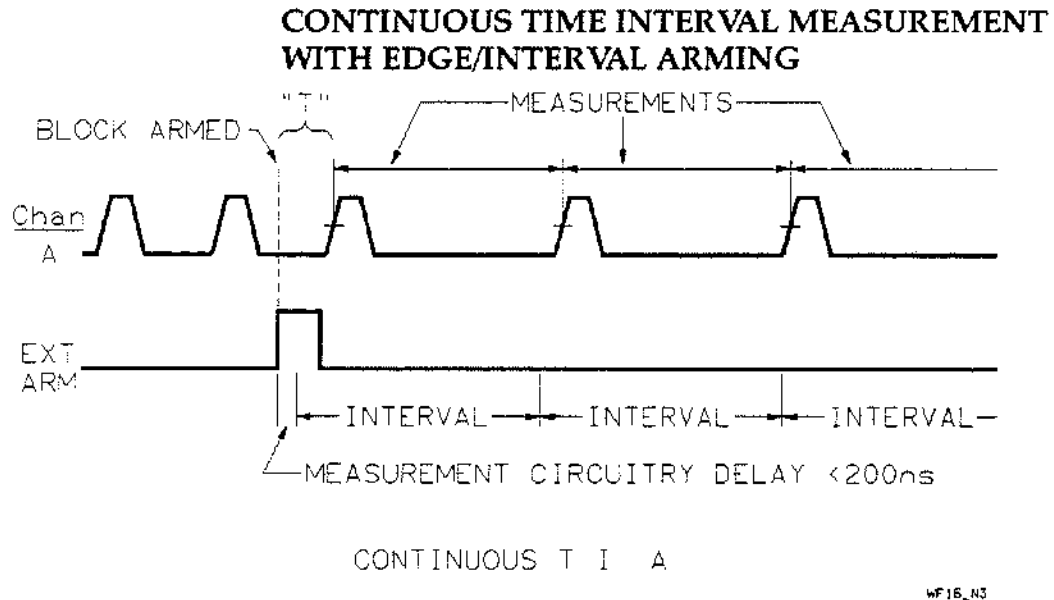 CONTINUOUS TIME INTERVAL MEASUREMENT
WITH EDGE/INTERVAL ARMING
"T"
MEASUREMENTS
BLOCK ARMED
Chan
A
EXT
ARM
INTERVAL
INTERVAL
INTERVAL
MEASUREMENT CIRCUITRY DELAY <200ns
CONTINUOUS T I A
WF16_N3